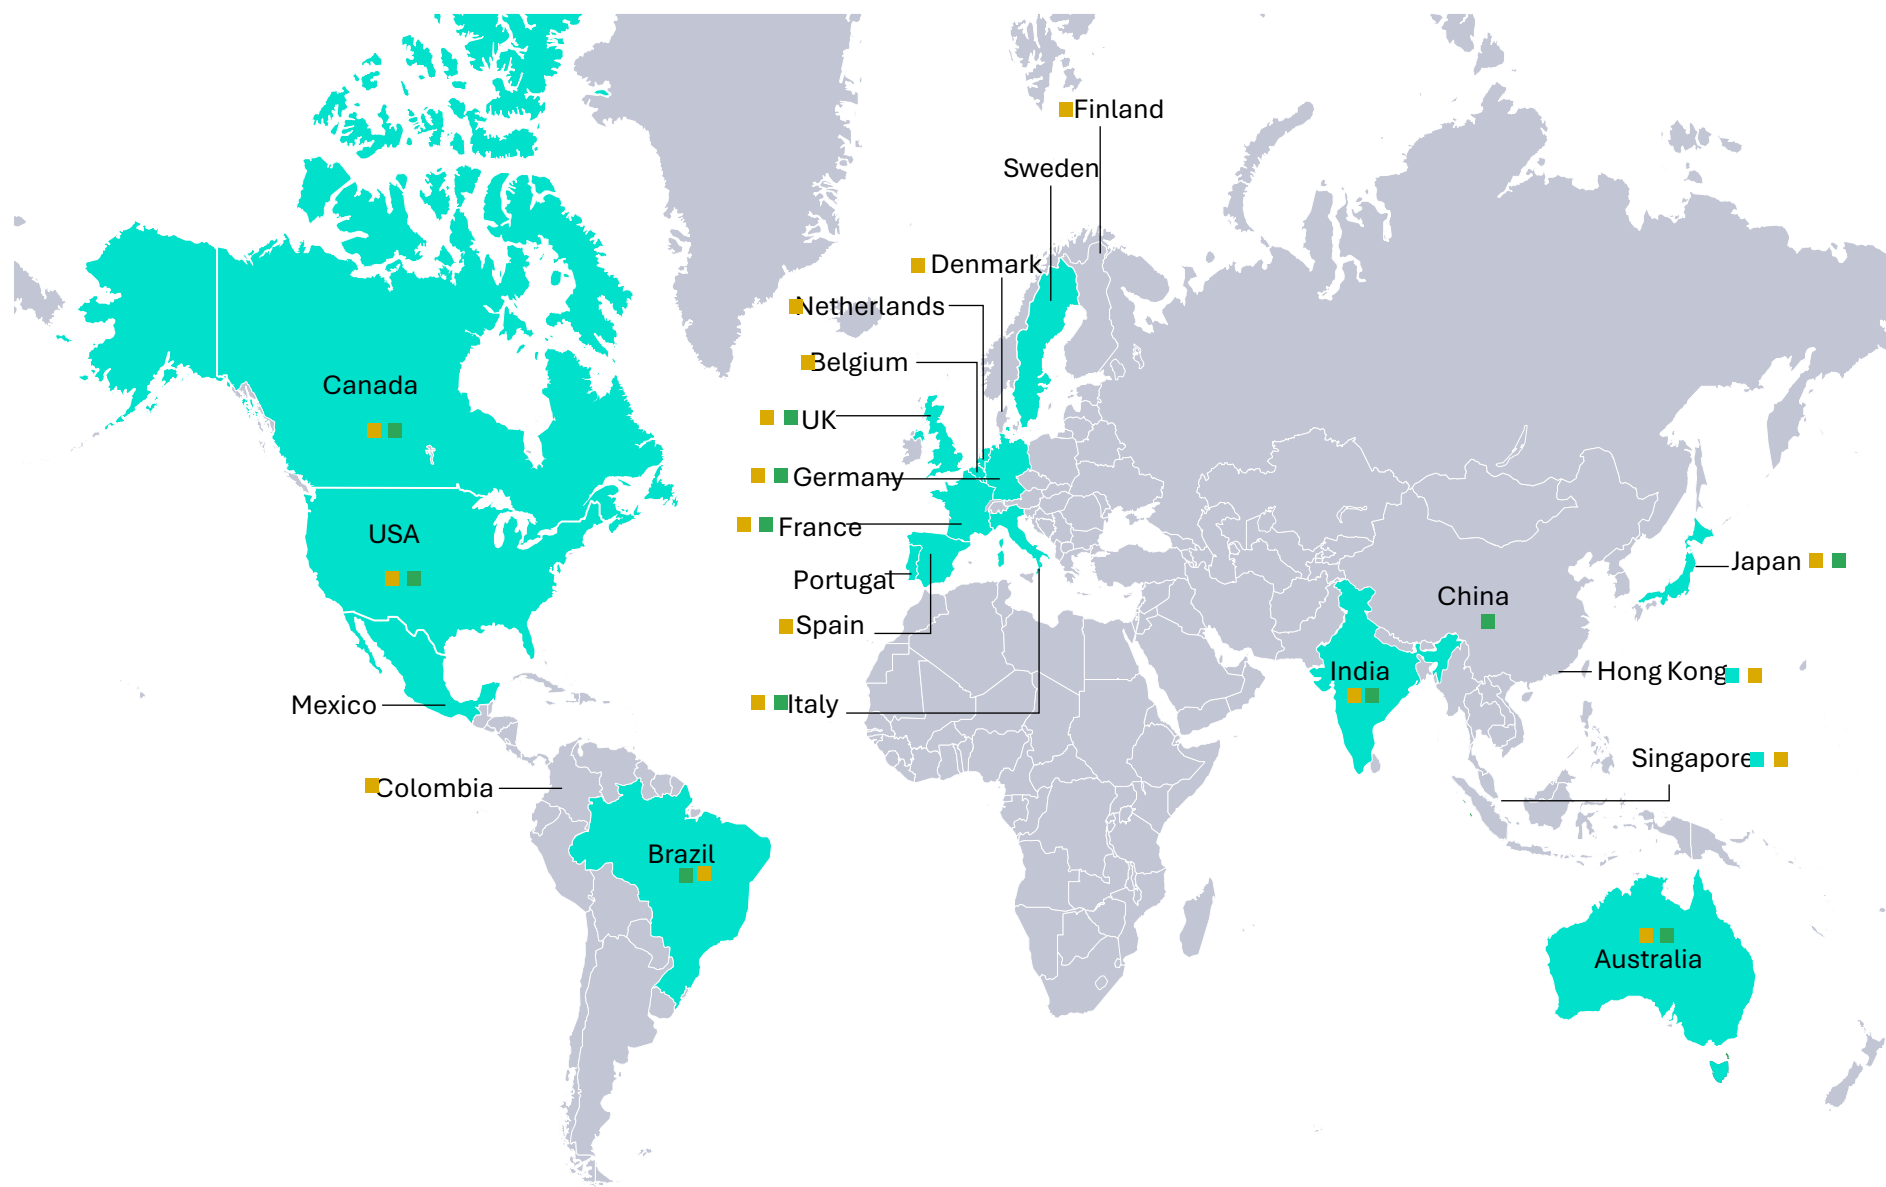 Finland
Sweden
Denmark
Netherlands
Belgium
Canada
UK
Germany
France
USA
Japan
Portugal
China
Spain
India
Hong Kong
Mexico
Italy
Singapore
Colombia
Brazil
Australia